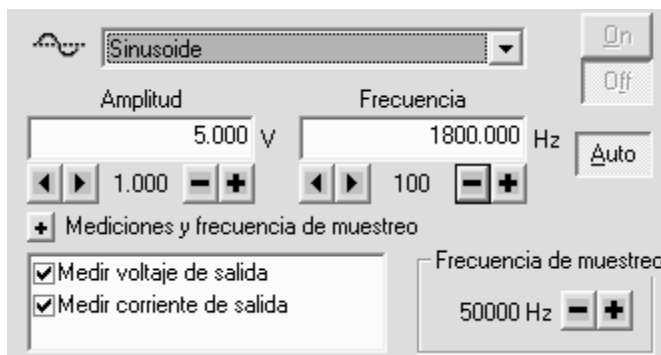 Sinusoide
On
Off
Amplitud Frecuencia
5.000 V 1800.000 Hz
Auto
1.000 100
Mediciones y frecuencia de muestreo
Medir voltaje de salida
Medir corriente de salida
Frecuencia de muestreo
50000 Hz